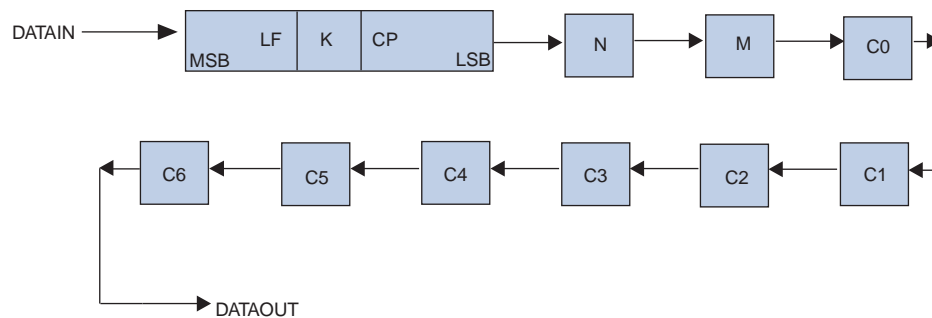 DATAIN
LF K CP
MSB LSB
N
M
C0
C6
C5
C4
C3
C2
C1
DATAOUT